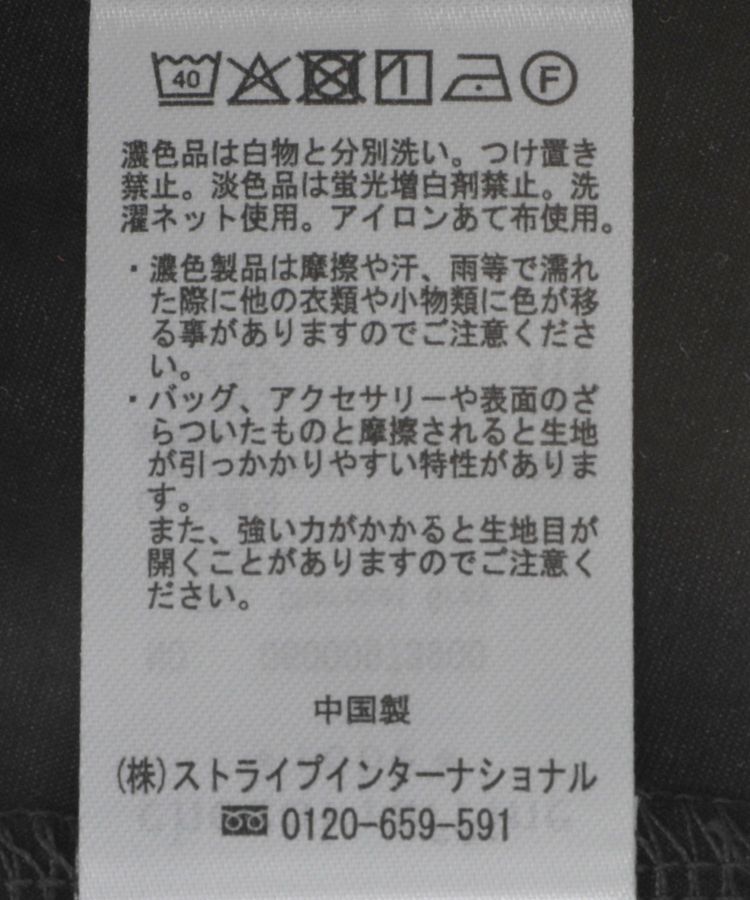 40 F
濃色品は白物と分別洗い。つけ置き
禁止。淡色品は蛍光増白剤禁止。洗
濯ネット使用。アイロンあて布使用。
・濃色製品は摩擦や汗、雨等で濡れ
た際に他の衣類や小物類に色が移
る事がありますのでご注意くださ
い。
・バッグ、アクセサリーや表面のざ
らついたものと摩擦されると生地
が引っかかりやすい特性がありま
す。
また、強い力がかかると生地目が
開くことがありますのでご注意く
ださい。
中国製
(株)ストライプインターナショナル
0120-659-591